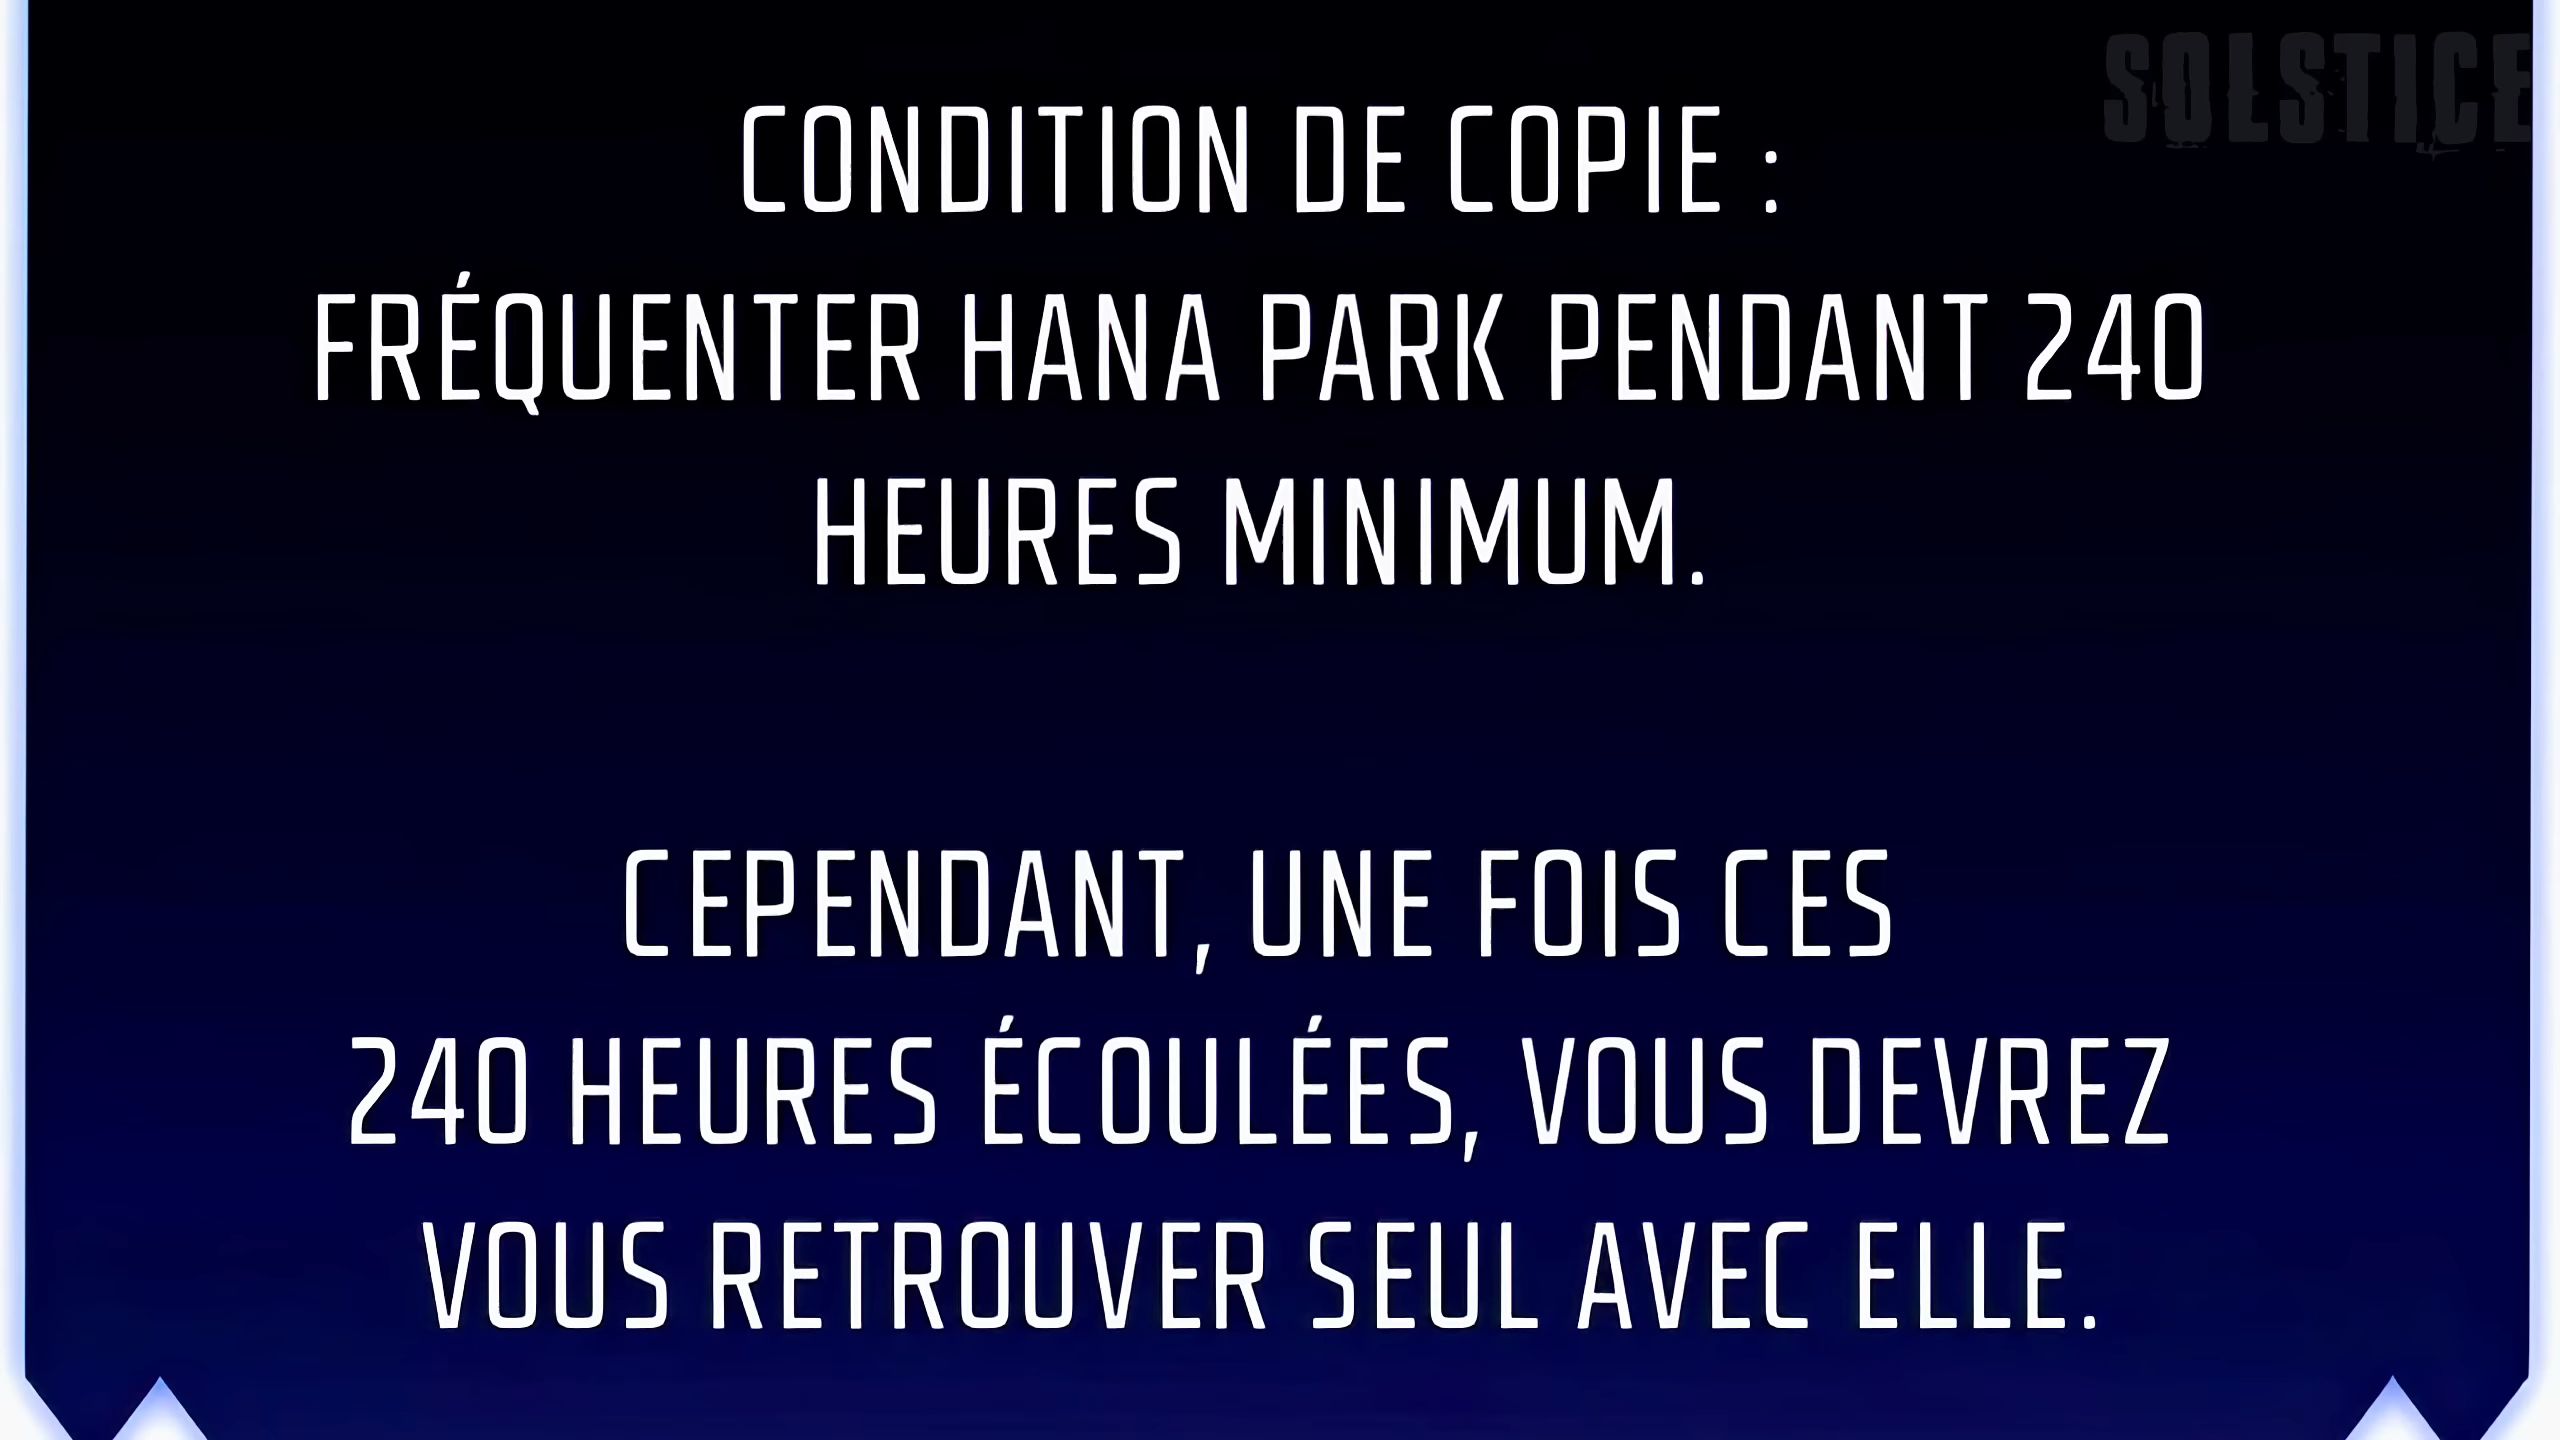 SOLSTICE
CONDITION DE COPIE :
FRÉQUENTER HANA PARK PENDANT 240
HEURES MINIMUM.
CEPENDANT, UNE FOIS CES
240 HEURES ÉCOULÉES, VOUS DEVREZ
VOUS RETROUVER SEUL AVEC ELLE.